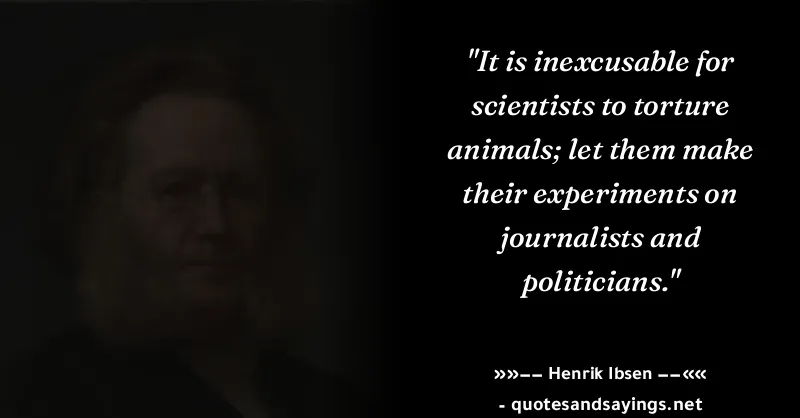 "It is inexcusable for
scientists to torture
animals; let them make
their experiments on
journalists and
politicians."
»»−− Henrik Ibsen −−««
- quotesandsayings.net